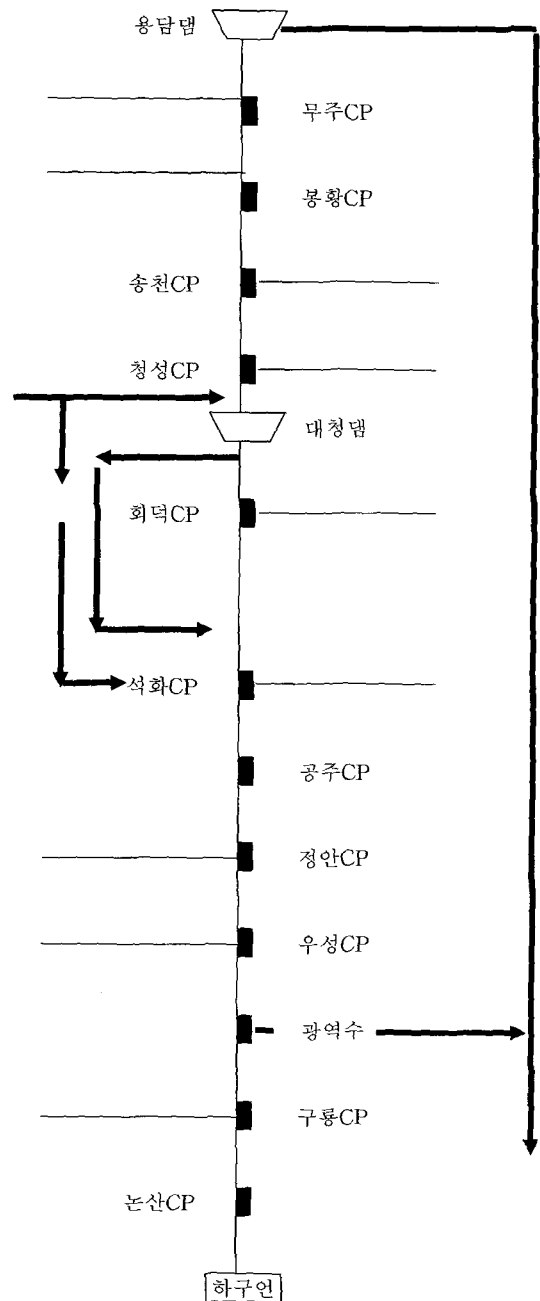 용담댐
무주CP
봉황CP
송천CP
청성CP
대청댐
회덕CP
석화CP
공주CP
정안CP
우성CP
광역수
구룡CP
논산CP
하구언